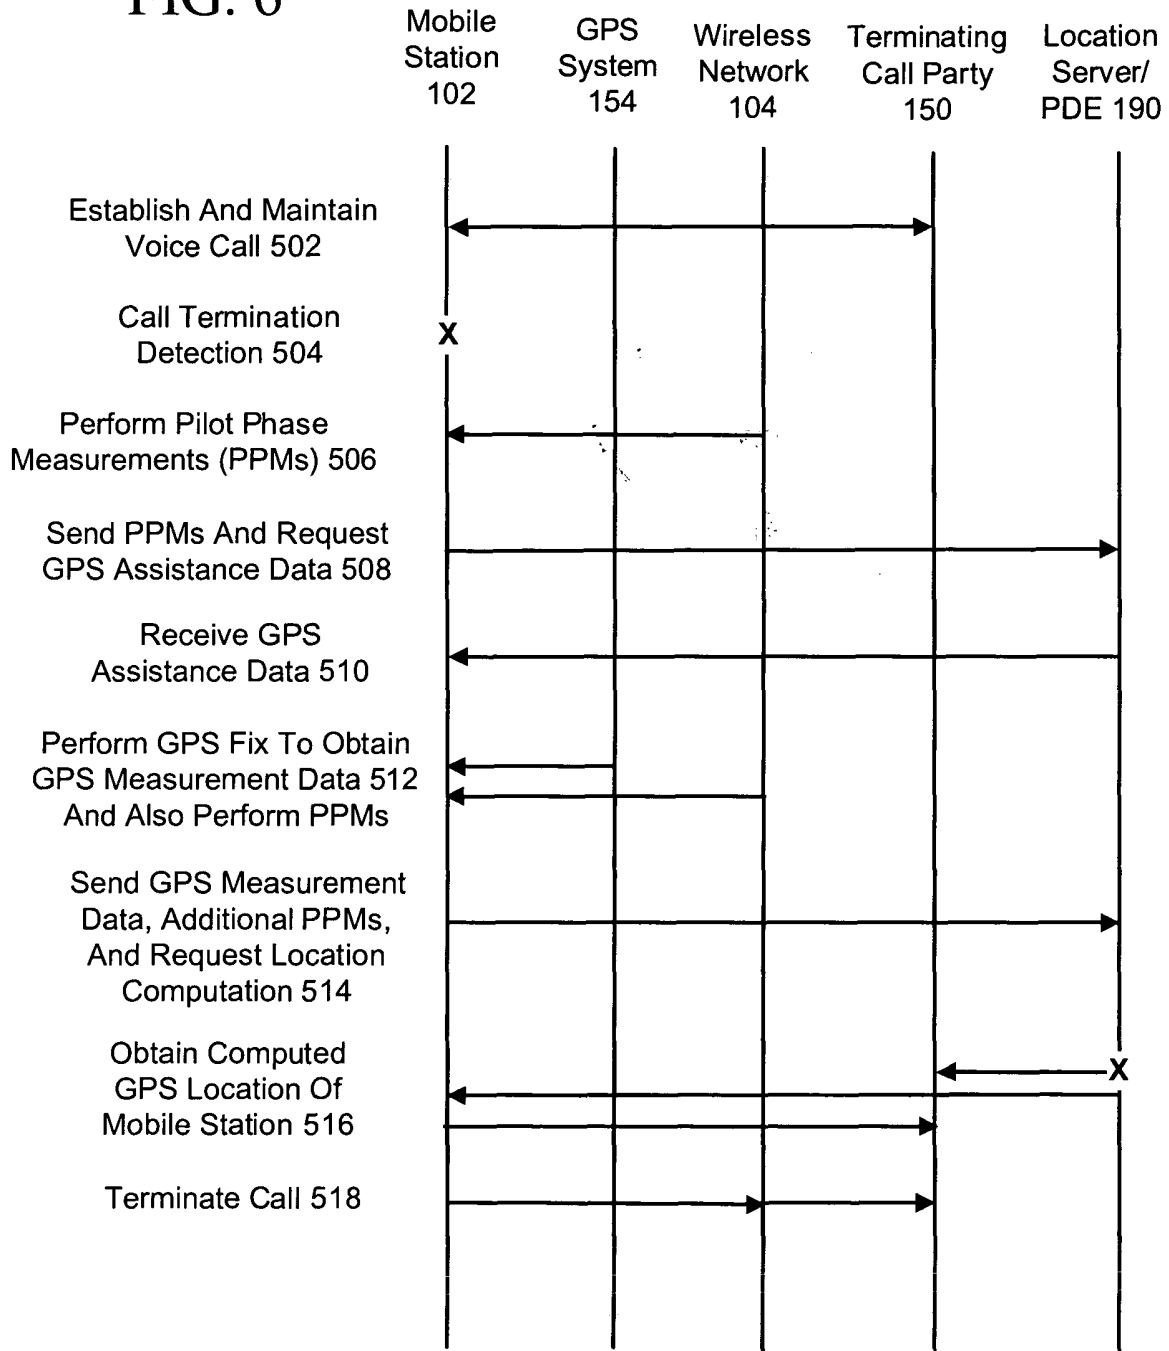 FIG. 6
Mobile
Station
102
GPS
System
154
Wireless
Network
104
Terminating
Call Party
150
Location
Server/
PDE 190
Establish And Maintain
Voice Call 502
Call Termination
Detection 504
X
Perform Pilot Phase
Measurements (PPMs) 506
Send PPMs And Request
GPS Assistance Data 508
Receive GPS
Assistance Data 510
Perform GPS Fix To Obtain
GPS Measurement Data 512
And Also Perform PPMs
Send GPS Measurement
Data, Additional PPMs,
And Request Location
Computation 514
Obtain Computed
GPS Location Of
Mobile Station 516
X
Terminate Call 518